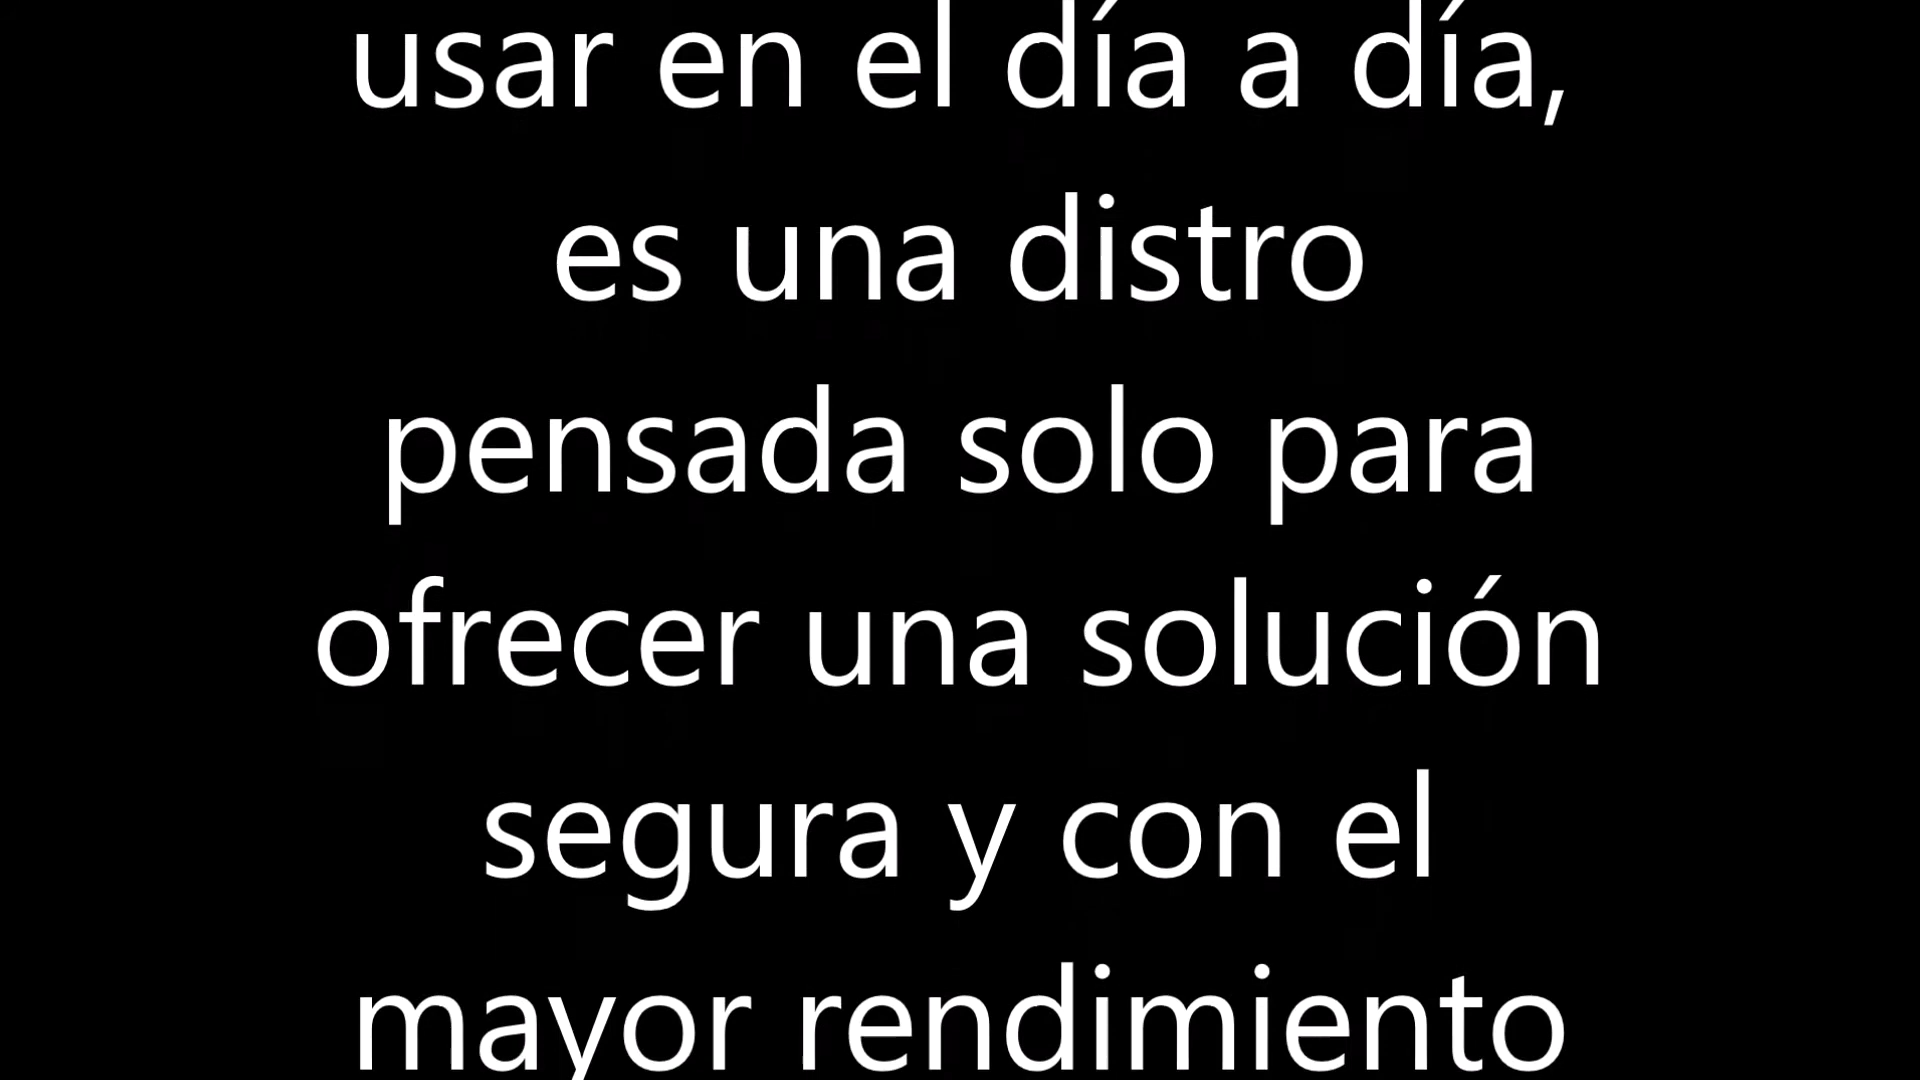 usar en el día a día,
es una distro
pensada solo para
ofrecer una solución
segura y con el
mayor rendimiento